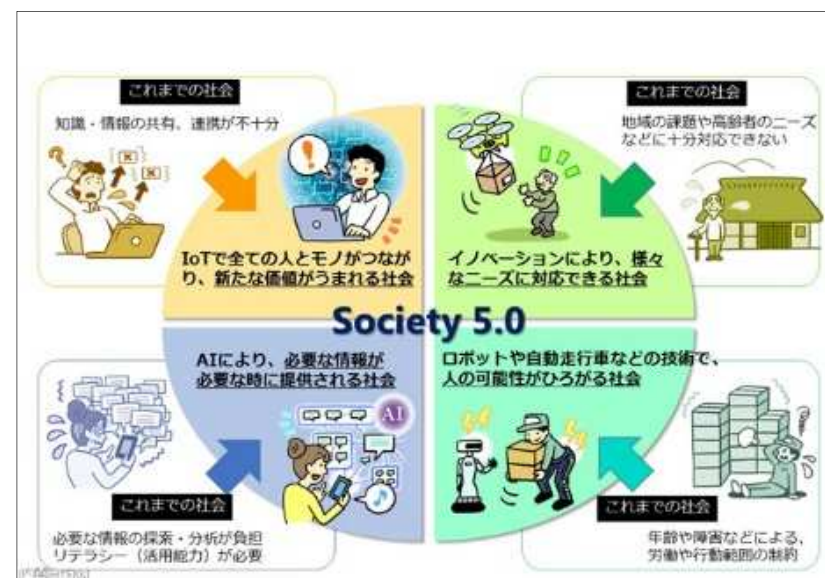 これまでの社会
知識・情報の共有、連携が不十分
IoTで全ての人とモノがつなが
り、新たな価値がうまれる社会
これまでの社会
地域の課題や高齢者のニーズ
などに十分対応できない
イノベーションにより、様々
なニーズに対応できる社会
Society 5.0
AIにより、必要な情報が
必要な時に提供される社会
AI
これまでの社会
必要な情報の探索・分析が負担
リテラシー（活用能力）が必要
ロボットや自動走行車などの技術で、
人の可能性がひろがる社会
これまでの社会
年齢や障害などによる、
労働や行動範囲の制約